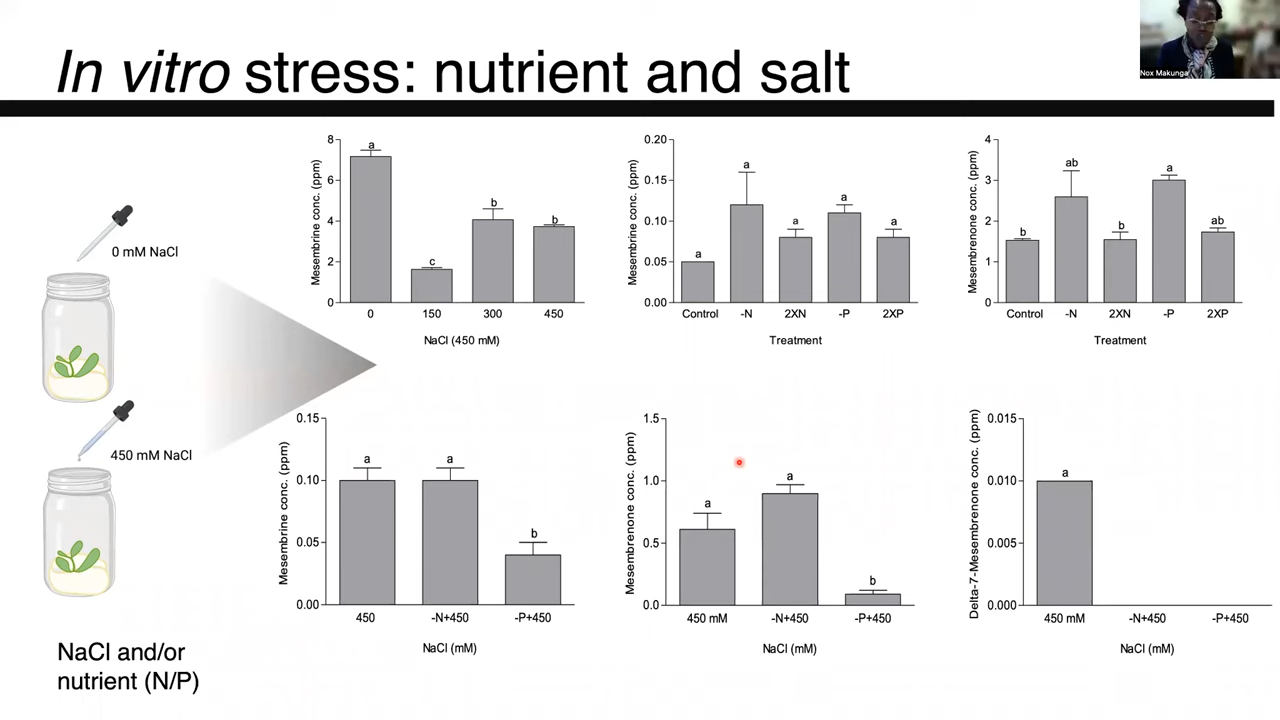 In vitro stress: nutrient and salt
Nox Makunga
0 mM NaCl
450 mM NaCl
NaCl and/or
nutrient (N/P)
Mesembrine conc. (ppm)
8
6
4
2
0
a
c
b
b
0 150 300 450
NaCl (450 mM)
Mesembrine conc. (ppm)
0.20
0.15
0.10
0.05
0.00
a
a
a
a
a
Control -N 2XN -P 2XP
Treatment
Mesembrenone conc. (ppm)
4
3
2
1
0
b
ab
b
a
ab
Control -N 2XN -P 2XP
Treatment
Mesembrine conc. (ppm)
0.15
0.10
0.05
0.00
a
a
b
450 -N+450 -P+450
NaCl (mM)
Mesembrenone conc. (ppm)
1.5
1.0
0.5
0.0
a
a
b
450 mM -N+450 -P+450
NaCl (mM)
Delta-7-Mesembrenone conc. (ppm)
0.015
0.010
0.005
0.000
a
450 mM -N+450 -P+450
NaCl (mM)